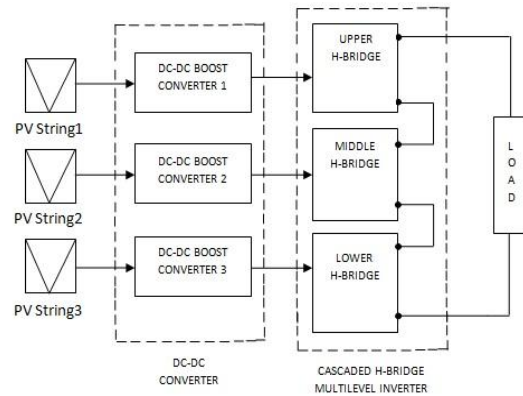 UPPER
H-BRIDGE
DC-DC BOOST
CONVERTER 1
PV String1
MIDDLE
H-BRIDGE
DC-DC BOOST
CONVERTER 2
PV String2
LOAD
LOWER
H-BRIDGE
DC-DC BOOST
CONVERTER 3
PV String3
DC-DC
CONVERTER
CASCADED H-BRIDGE
MULTILEVEL INVERTER